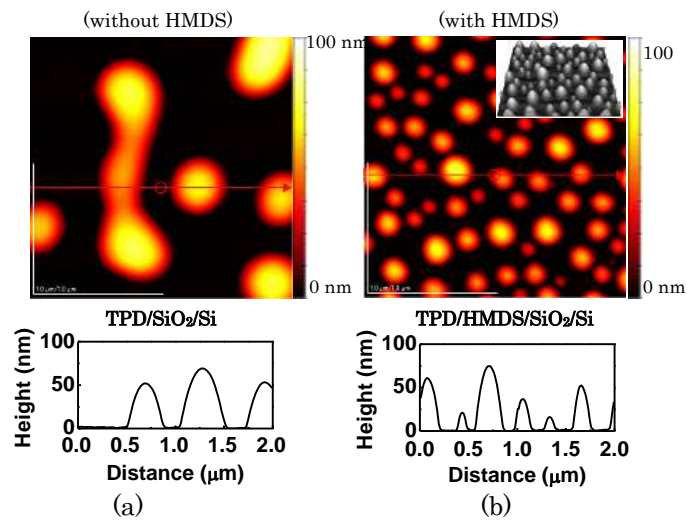 (without HMDS)
100 nm
0 nm
TPD/SiO₂/Si
100
50
0
Height (nm)
0.0 0.5 1.0 1.5 2.0
Distance (μm)
(a)
(with HMDS)
100
0 nm
TPD/HMDS/SiO₂/Si
100
50
0
Height (nm)
0.0 0.5 1.0 1.5 2.0
Distance (μm)
(b)